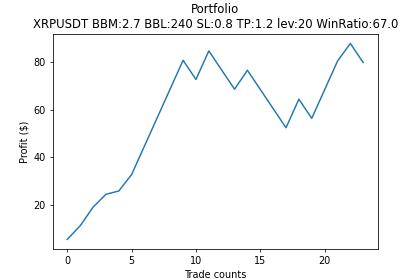 Portfolio
XRPUSDT BBM:2.7 BBL:240 SL:0.8 TP:1.2 lev:20 WinRatio:67.0
80
60
40
20
Profit ($)
0 5 10 15 20
Trade counts